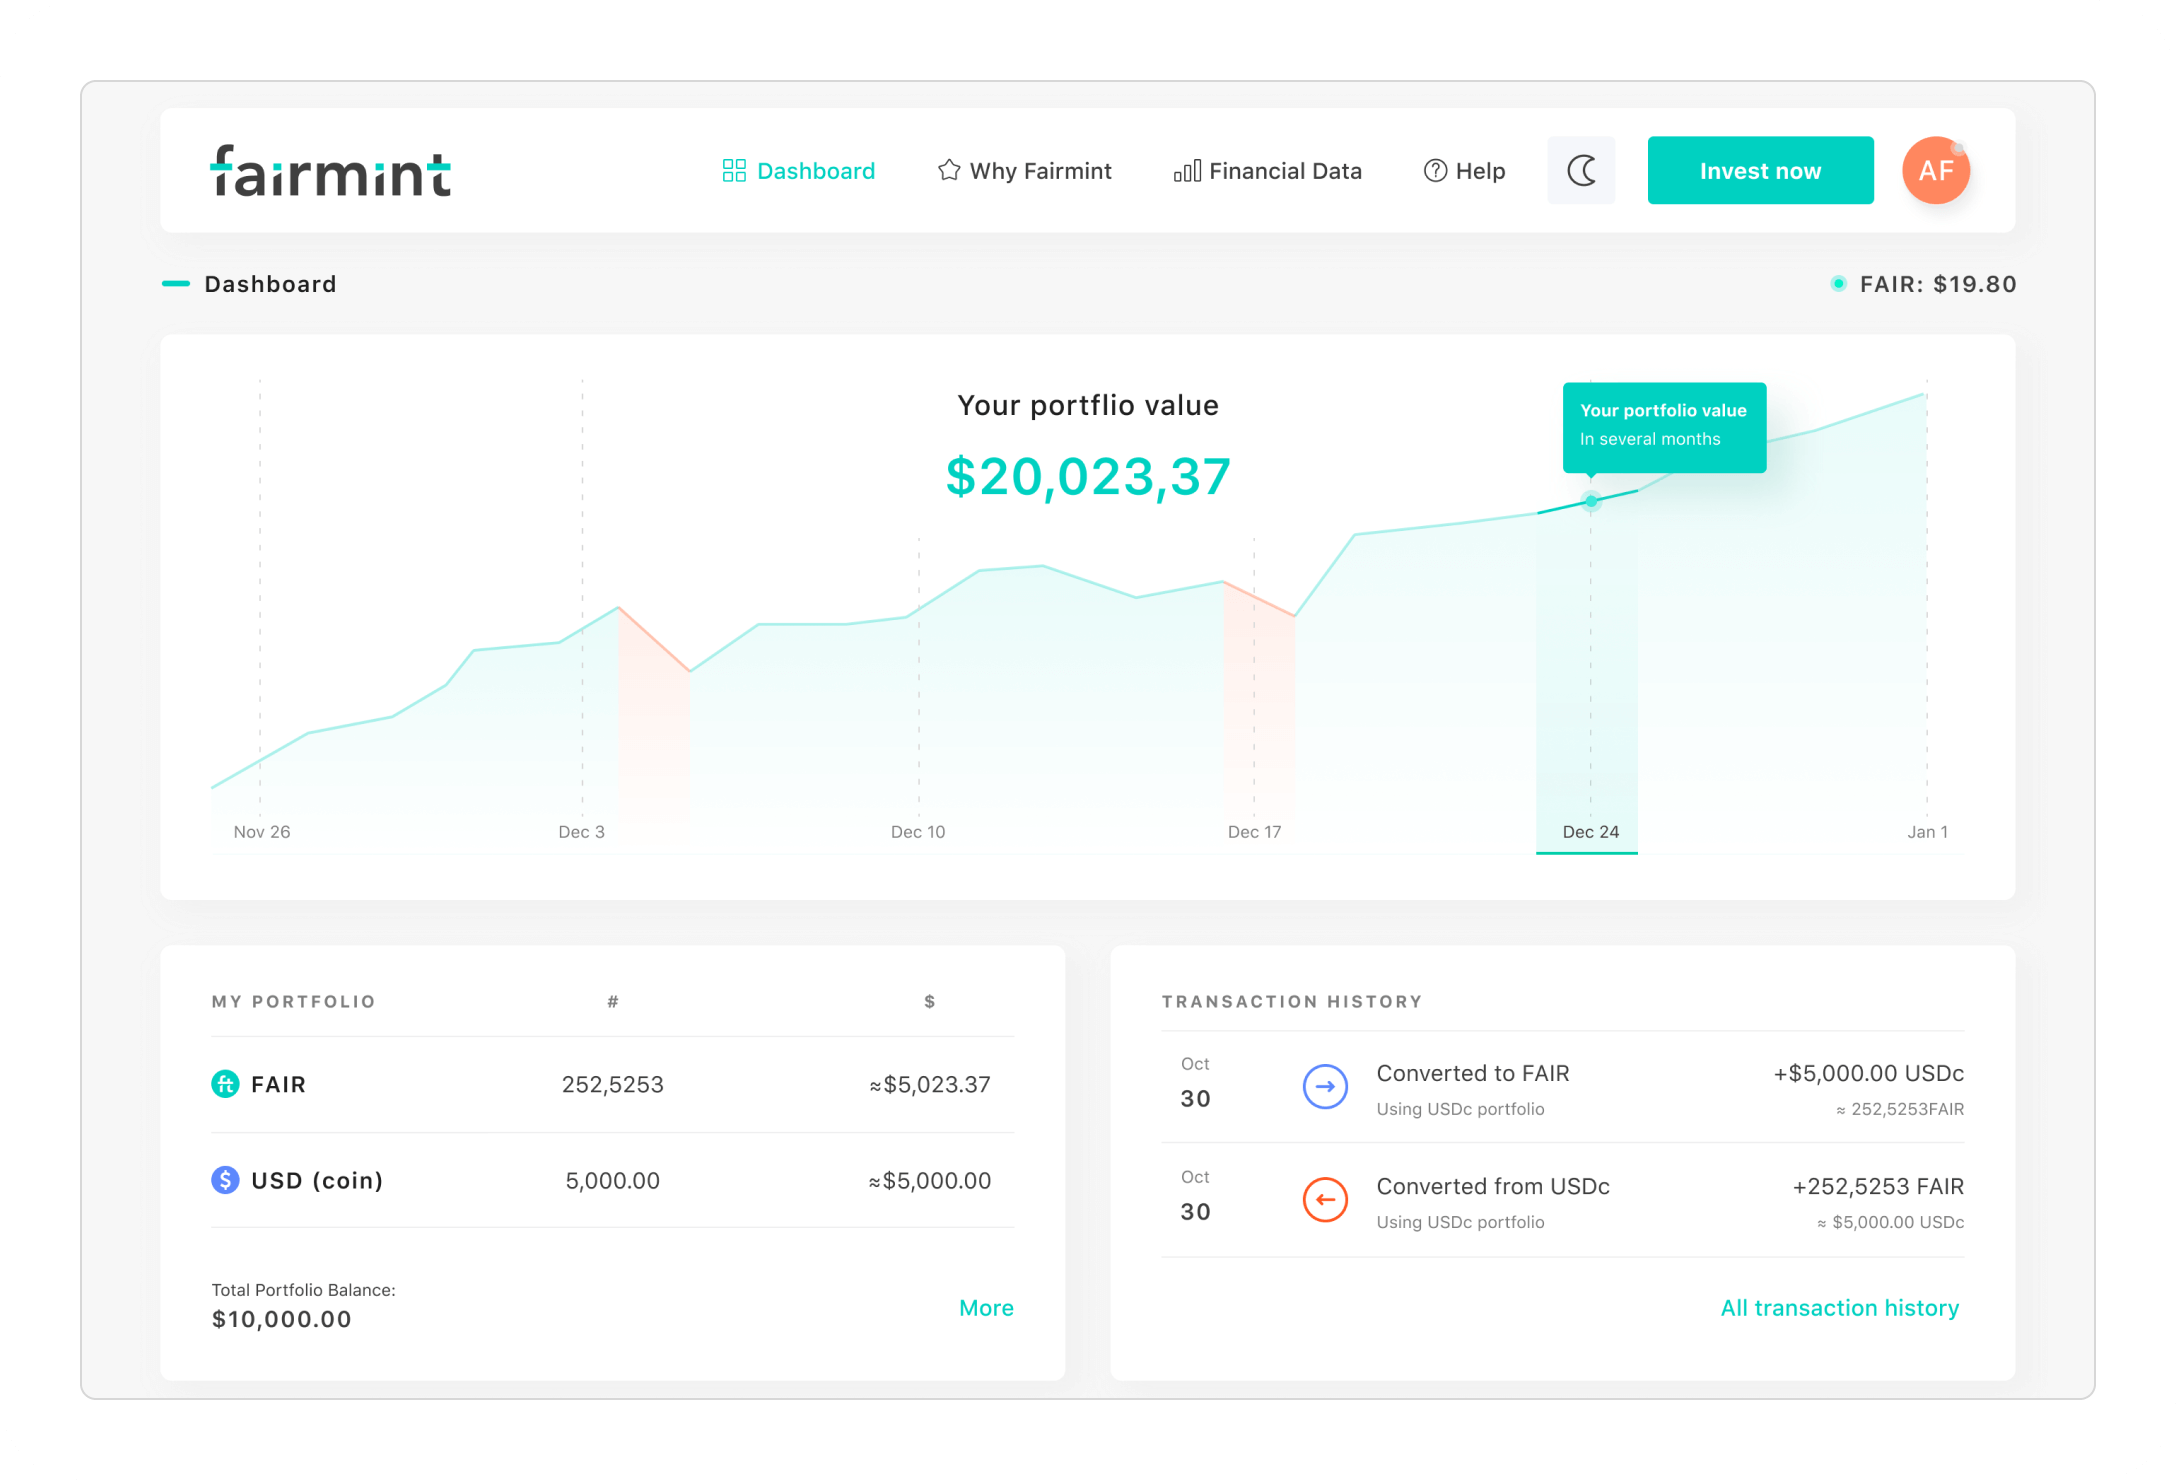 fairmint
Dashboard
Why Fairmint
Financial Data
Help
Invest now
AF
Dashboard
FAIR: $19.80
Your portflio value
$20,023,37
Your portfolio value
In several months
Nov 26
Dec 3
Dec 10
Dec 17
Dec 24
Jan 1
MY PORTFOLIO # $
ft FAIR 252,5253 ≈$5,023.37
$ USD (coin) 5,000.00 ≈$5,000.00
Total Portfolio Balance:
$10,000.00
More
TRANSACTION HISTORY
Oct
30
Converted to FAIR
Using USDc portfolio
+$5,000.00 USDc
≈ 252,5253FAIR
Oct
30
Converted from USDc
Using USDc portfolio
+252,5253 FAIR
≈ $5,000.00 USDc
All transaction history